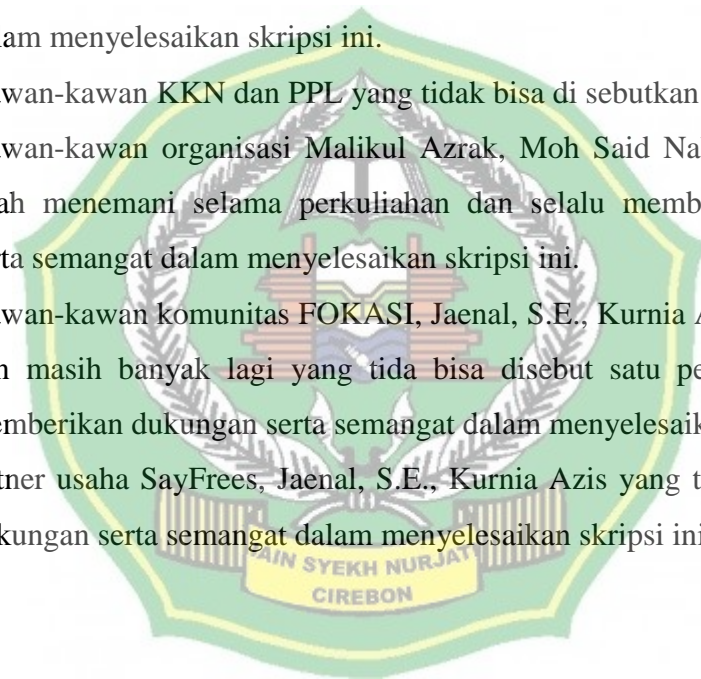 lam menyelesaikan skripsi ini.
wan-kawan KKN dan PPL yang tidak bisa di sebutkan
wan-kawan organisasi Malikul Azrak, Moh Said Na
ah menemani selama perkuliahan dan selalu memb
rta semangat dalam menyelesaikan skripsi ini.
wan-kawan komunitas FOKASI, Jaenal, S.E., Kurnia A
n masih banyak lagi yang tida bisa disebut satu pe
emberikan dukungan serta semangat dalam menyelesaik
tner usaha SayFrees, Jaenal, S.E., Kurnia Azis yang t
kungan serta semangat dalam menyelesaikan skripsi ini
IAIN SYEKH NURJATI
CIREBON